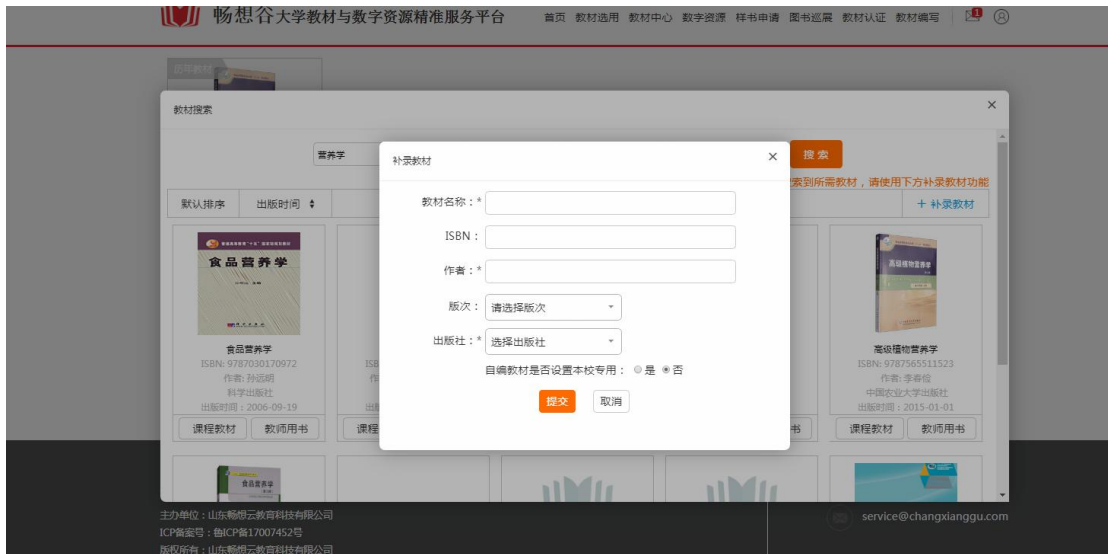 畅想谷大学教材与数字资源精准服务平台
首页 教材选用 教材中心 数字资源 样书申请 图书巡展 教材认证 教材编写 1
历年教材
教材搜索 ×
营养学 搜索
索到所需教材，请使用下方补录教材功能
默认排序 出版时间 + 补录教材
补录教材 ×
教材名称：*
ISBN：
作者：*
版次： 请选择版次
出版社：* 选择出版社
自编教材是否设置本校专用： 是 否
提交 取消
食品营养学
食品营养学
ISBN: 9787030170972
作者: 孙远明
科学出版社
出版时间：2006-09-19
课程教材 教师用书
ISB
作
出版
课程
书
高级植物营养学
高级植物营养学
ISBN: 9787565511523
作者: 李春俭
中国农业大学出版社
出版时间：2015-01-01
课程教材 教师用书
食品营养学
主办单位：山东畅想云教育科技有限公司
ICP备案号：鲁ICP备17007452号
版权所有：山东畅想云教育科技有限公司
service@changxianggu.com